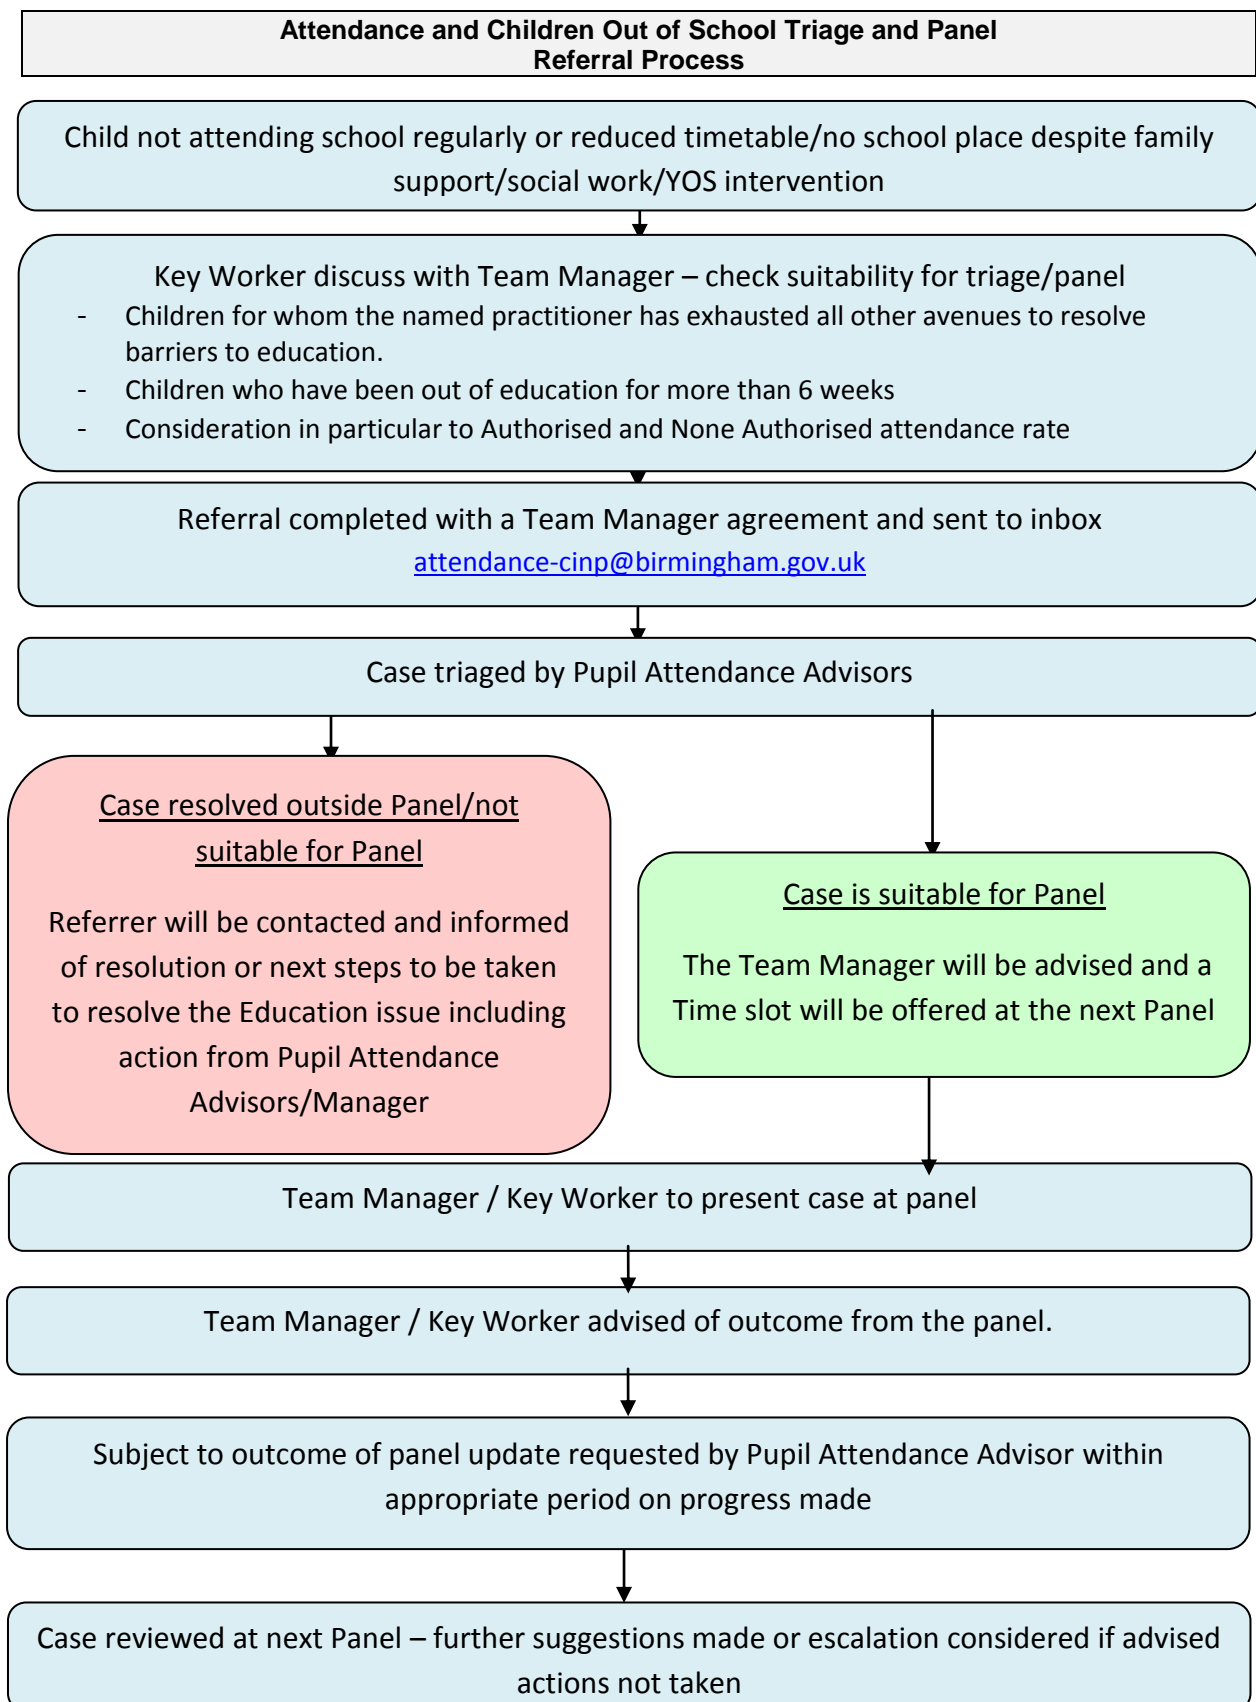 Attendance and Children Out of School Triage and Panel
Referral Process
Child not attending school regularly or reduced timetable/no school place despite family
support/social work/YOS intervention
Key Worker discuss with Team Manager – check suitability for triage/panel
- Children for whom the named practitioner has exhausted all other avenues to resolve
barriers to education.
- Children who have been out of education for more than 6 weeks
- Consideration in particular to Authorised and None Authorised attendance rate
Referral completed with a Team Manager agreement and sent to inbox
attendance-cinp@birmingham.gov.uk
Case triaged by Pupil Attendance Advisors
Case resolved outside Panel/not
suitable for Panel
Referrer will be contacted and informed
of resolution or next steps to be taken
to resolve the Education issue including
action from Pupil Attendance
Advisors/Manager
Case is suitable for Panel
The Team Manager will be advised and a
Time slot will be offered at the next Panel
Team Manager / Key Worker to present case at panel
Team Manager / Key Worker advised of outcome from the panel.
Subject to outcome of panel update requested by Pupil Attendance Advisor within
appropriate period on progress made
Case reviewed at next Panel – further suggestions made or escalation considered if advised
actions not taken